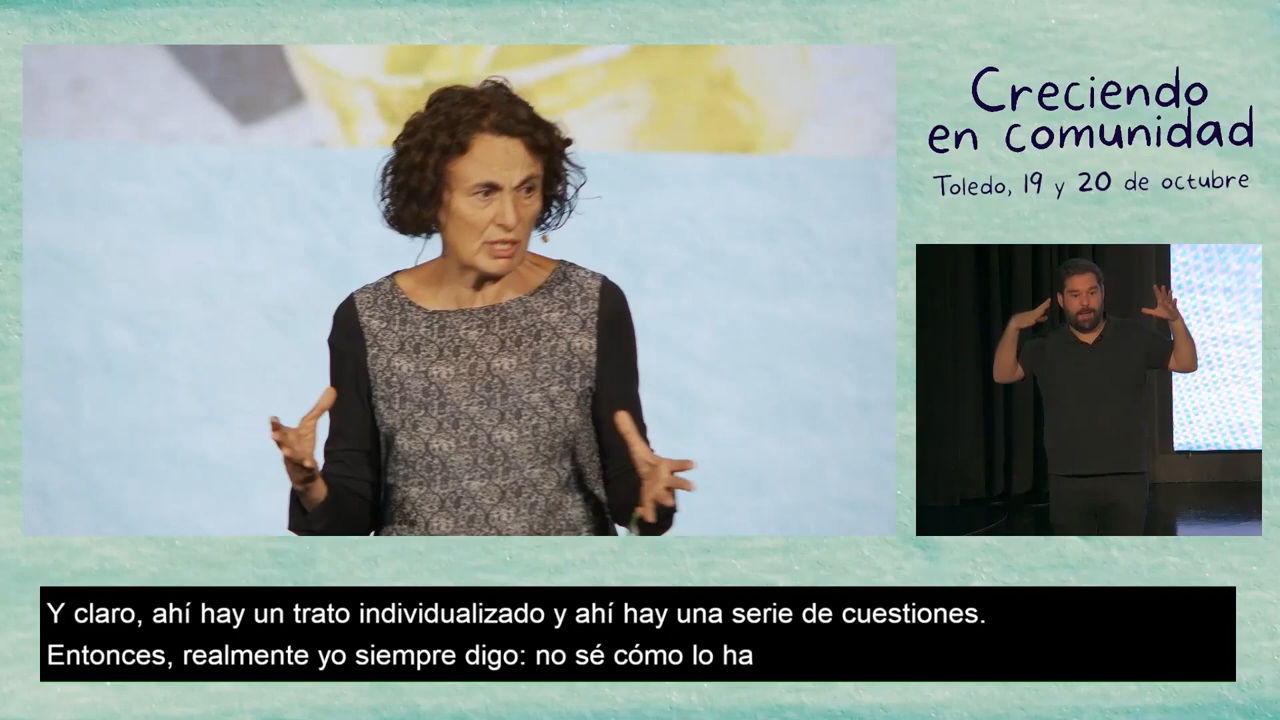 Creciendo
en comunidad
Toledo, 19 y 20 de octubre
Y claro, ahí hay un trato individualizado y ahí hay una serie de cuestiones.
Entonces, realmente yo siempre digo: no sé cómo lo ha